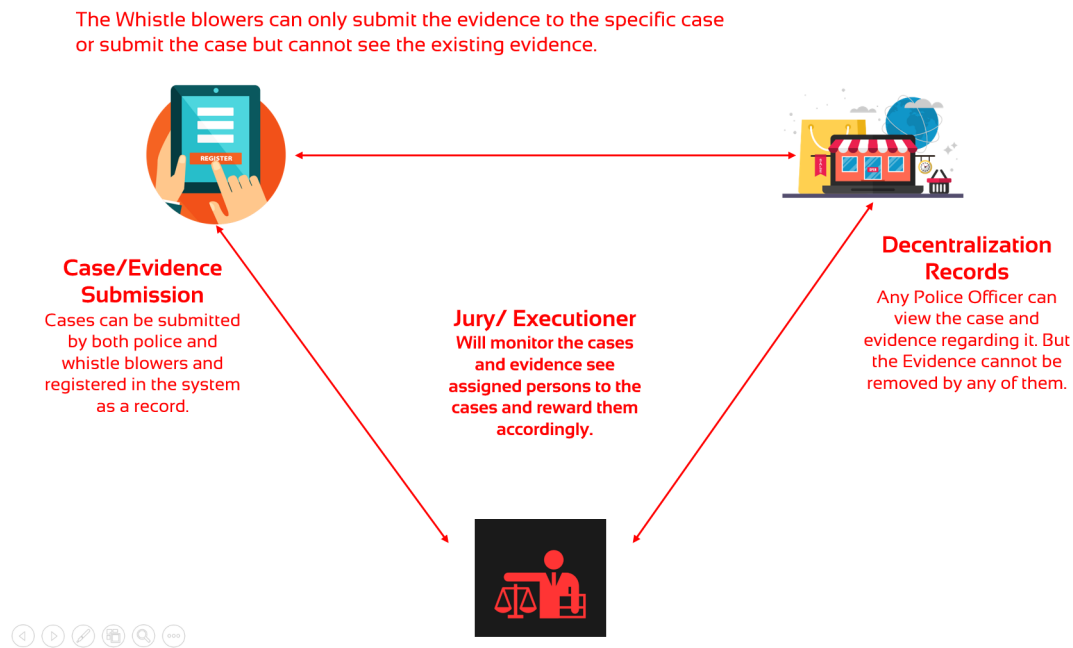 The Whistle blowers can only submit the evidence to the specific case
or submit the case but cannot see the existing evidence.
REGISTER
Case/Evidence
Submission
Cases can be submitted
by both police and
whistle blowers and
registered in the system
as a record.
Jury/ Executioner
Will monitor the cases
and evidence see
assigned persons to the
cases and reward them
accordingly.
Decentralization
Records
Any Police Officer can
view the case and
evidence regarding it. But
the Evidence cannot be
removed by any of them.